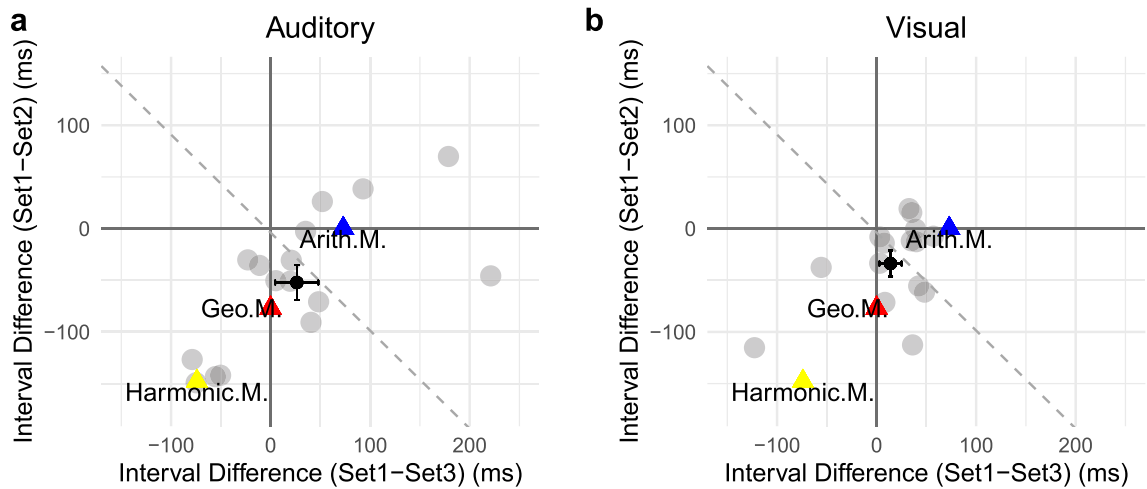 a
Auditory
Interval Difference (Set1−Set2) (ms)
100
0
−100
Arith.M.
Geo.M.
Harmonic.M.
−100
0
100
200
Interval Difference (Set1−Set3) (ms)
b
Visual
Interval Difference (Set1−Set2) (ms)
100
0
−100
Arith.M.
Geo.M.
Harmonic.M.
−100
0
100
200
Interval Difference (Set1−Set3) (ms)